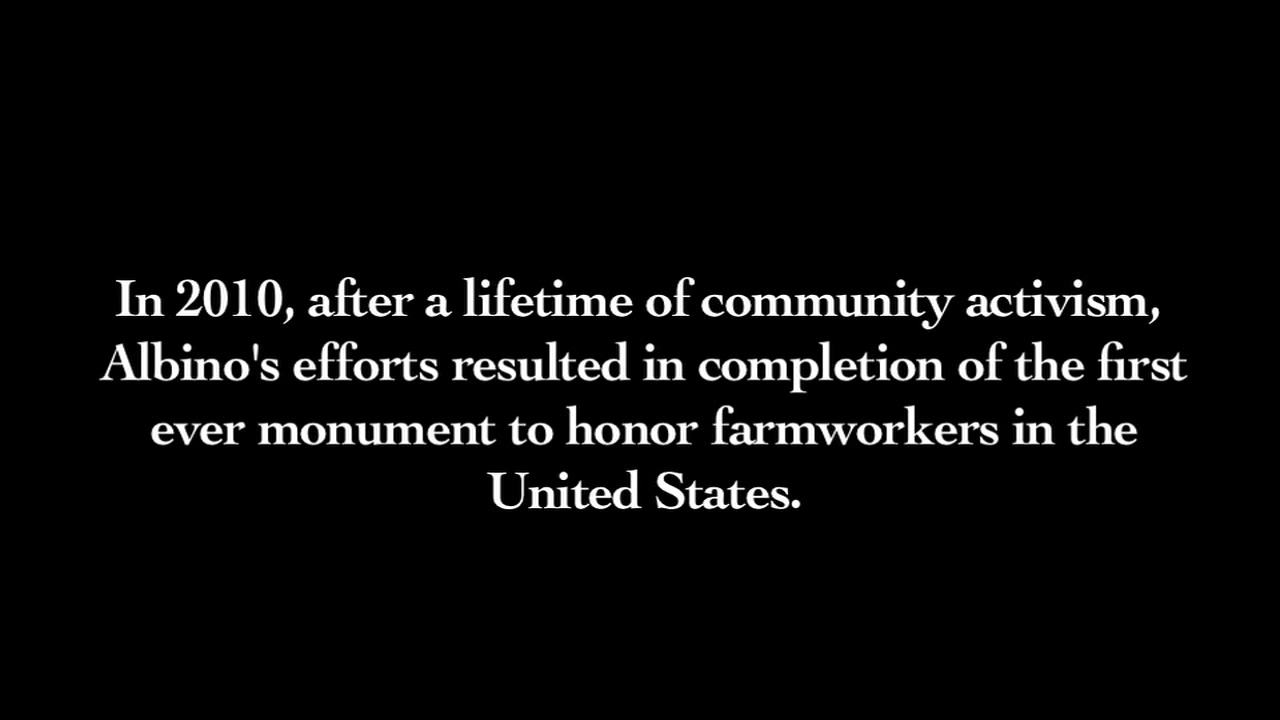 In 2010, after a lifetime of community activism,
Albino's efforts resulted in completion of the first
ever monument to honor farmworkers in the
United States.